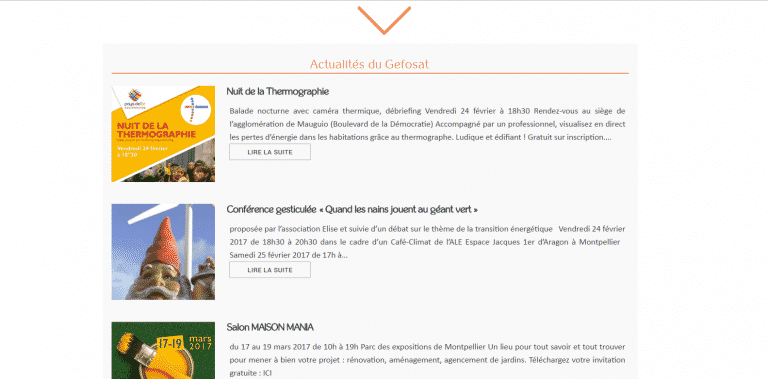 Actualités du Gefosat
NUIT DE LA
THERMOGRAPHIE
Vendredi 24 février
à 18h30
Nuit de la Thermographie
Balade nocturne avec caméra thermique, débriefing Vendredi 24 février à 18h30 Rendez-vous au siège de
l'agglomération de Mauguio (Boulevard de la Démocratie) Accompagné par un professionnel, visualisez en direct
les pertes d'énergie dans les habitations grâce au thermographe. Ludique et édifiant ! Gratuit sur inscription....
LIRE LA SUITE
Conférence gesticulée « Quand les nains jouent au géant vert »
proposée par l'association Elise et suivie d'un débat sur le thème de la transition énergétique Vendredi 24 février
2017 de 18h30 à 20h30 dans le cadre d'un Café-Climat de l'ALE Espace Jacques 1er d'Aragon à Montpellier
Samedi 25 février 2017 de 17h à...
LIRE LA SUITE
17-19 mars
2017
Salon MAISON MANIA
du 17 au 19 mars 2017 de 10h à 19h Parc des expositions de Montpellier Un lieu pour tout savoir et tout trouver
pour mener à bien votre projet : rénovation, aménagement, agencement de jardins. Téléchargez votre invitation
gratuite : ICI